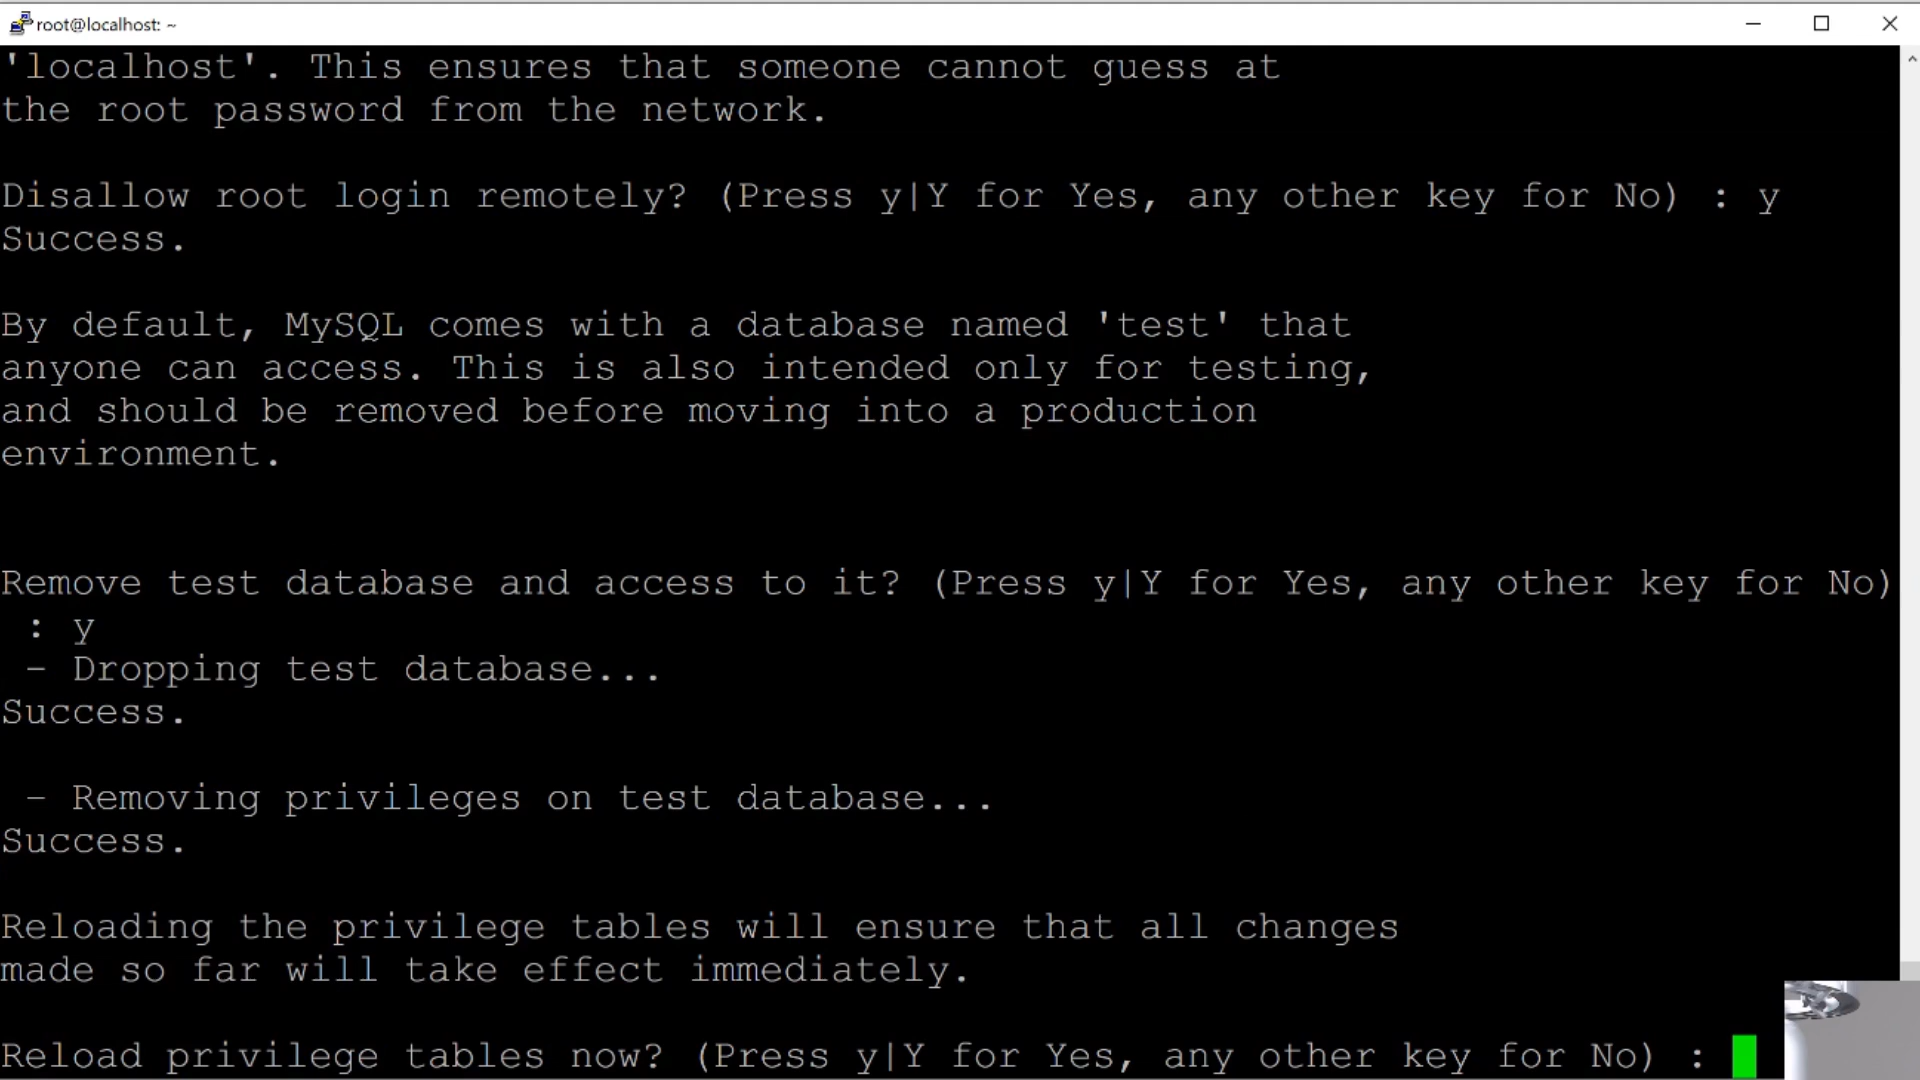 root@localhost: ~
'localhost'. This ensures that someone cannot guess at
the root password from the network.
Disallow root login remotely? (Press y|Y for Yes, any other key for No) : y
Success.
By default, MySQL comes with a database named 'test' that
anyone can access. This is also intended only for testing,
and should be removed before moving into a production
environment.
Remove test database and access to it? (Press y|Y for Yes, any other key for No)
 : y
 - Dropping test database...
Success.
 - Removing privileges on test database...
Success.
Reloading the privilege tables will ensure that all changes
made so far will take effect immediately.
Reload privilege tables now? (Press y|Y for Yes, any other key for No) :